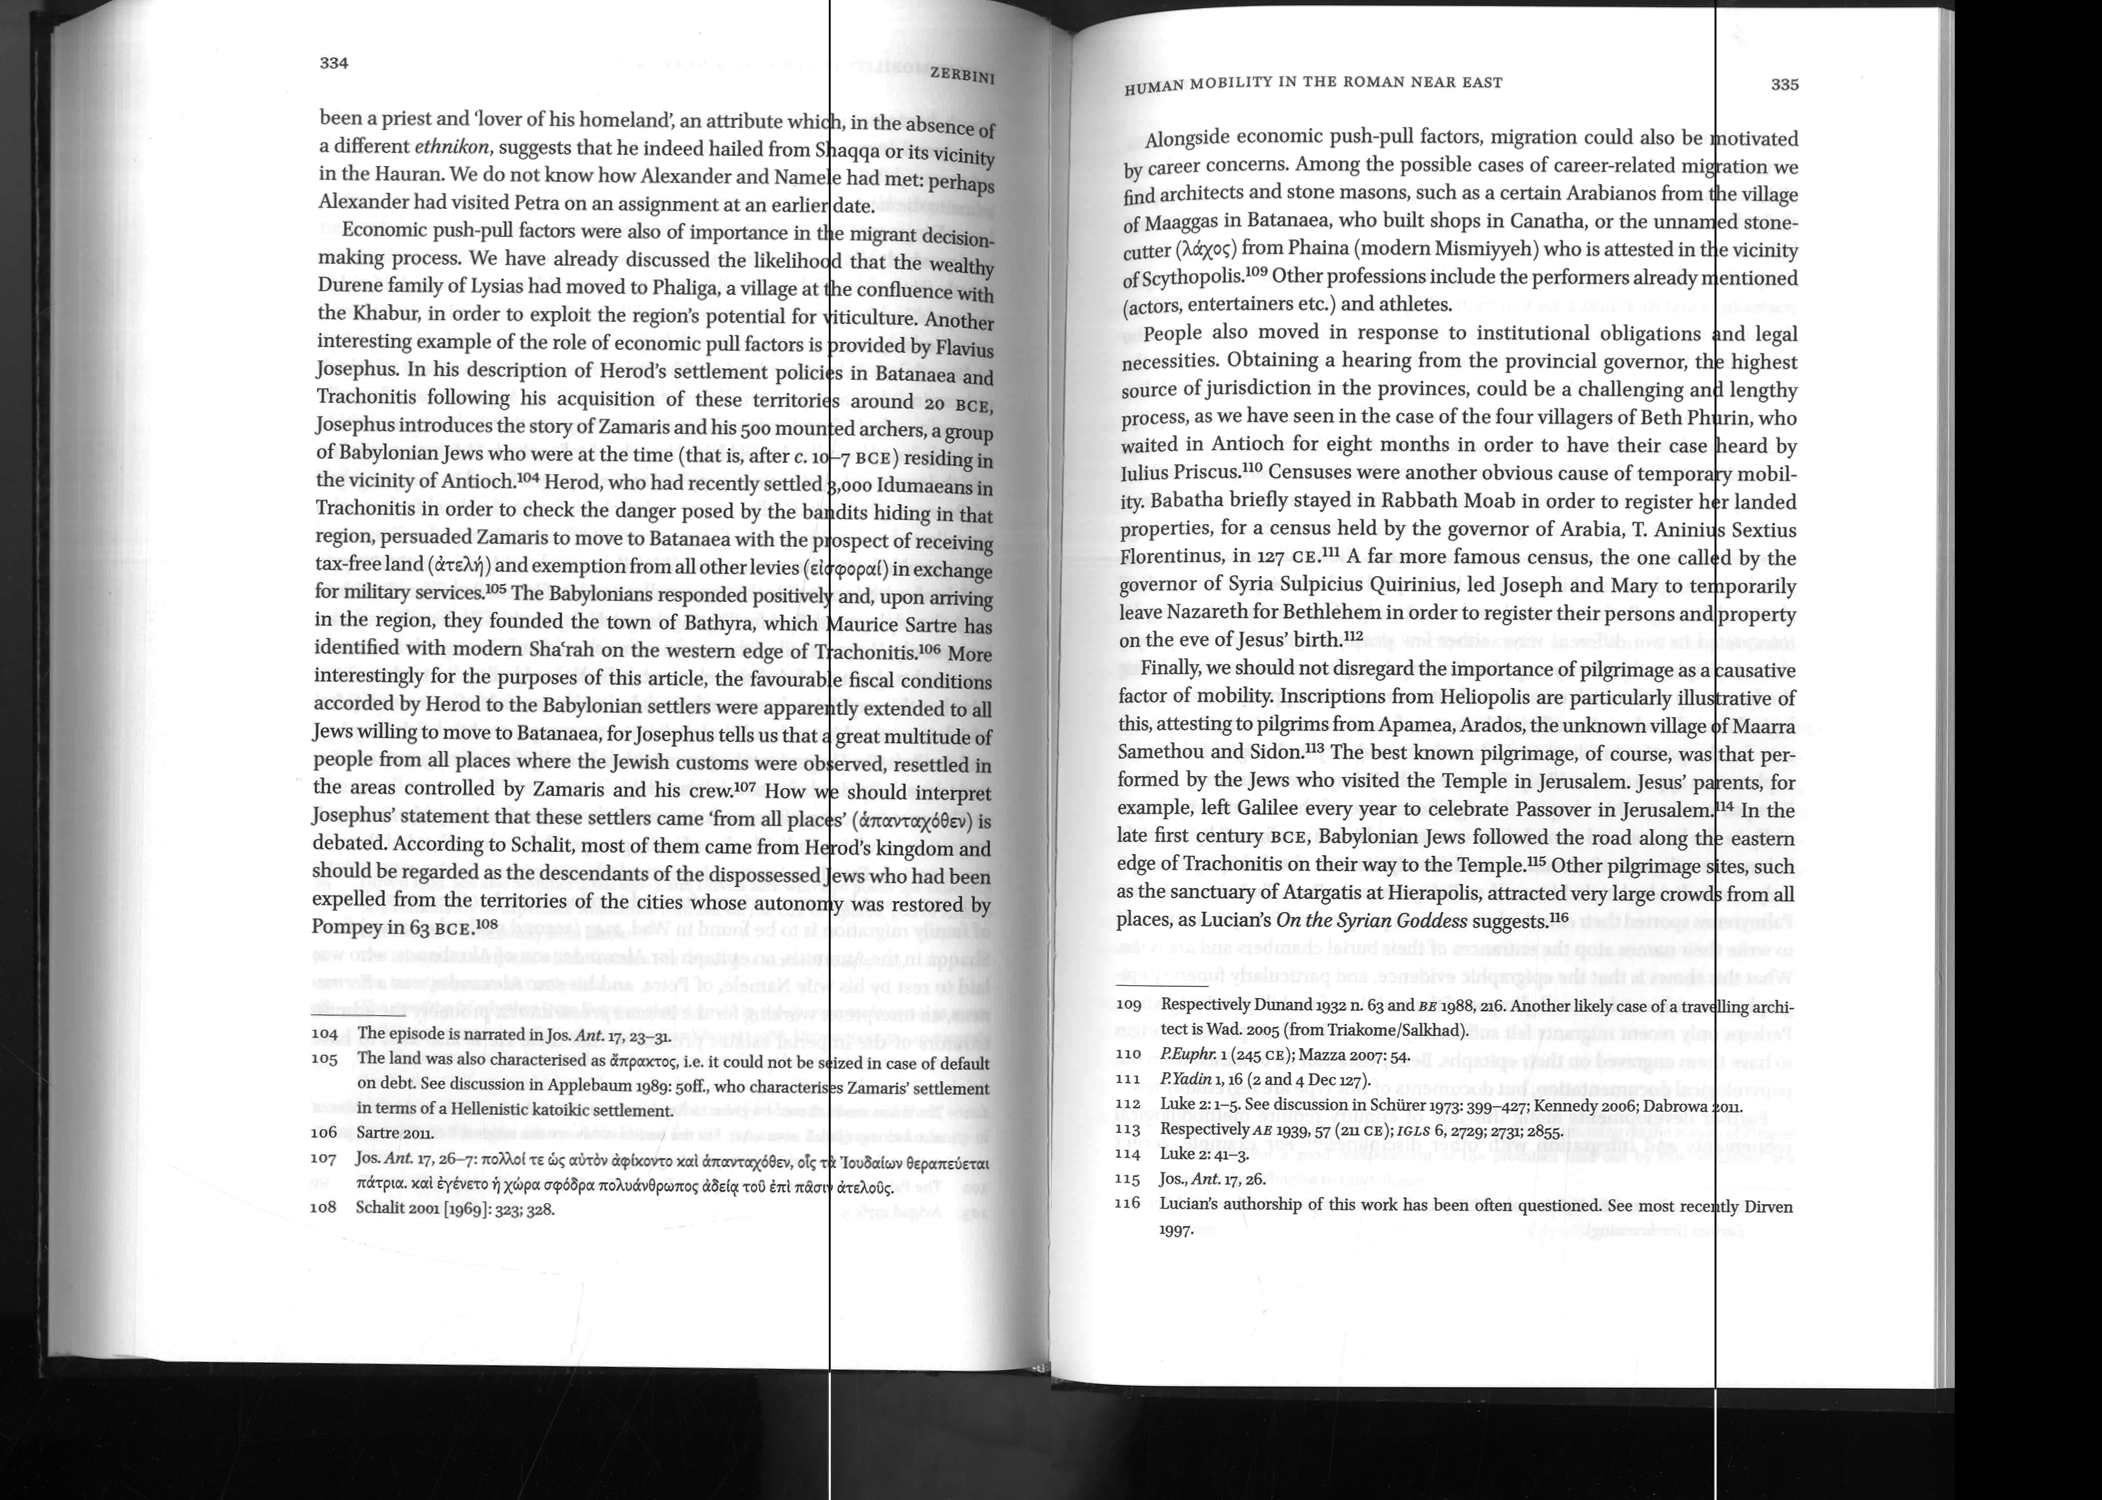 334
ZERBINI
been a priest and ‘lover of his homeland’, an attribute which, in the absence of
a different ethnikon, suggests that he indeed hailed from Shaqqa or its vicinity
in the Hauran. We do not know how Alexander and Namele had met: perhaps
Alexander had visited Petra on an assignment at an earlier date.
Economic push-pull factors were also of importance in the migrant decision-
making process. We have already discussed the likelihood that the wealthy
Durene family of Lysias had moved to Phaliga, a village at the confluence with
the Khabur, in order to exploit the region’s potential for viticulture. Another
interesting example of the role of economic pull factors is provided by Flavius
Josephus. In his description of Herod’s settlement policies in Batanaea and
Trachonitis following his acquisition of these territories around 20 BCE,
Josephus introduces the story of Zamaris and his 500 mounted archers, a group
of Babylonian Jews who were at the time (that is, after c. 10–7 BCE) residing in
the vicinity of Antioch.104 Herod, who had recently settled 3,000 Idumaeans in
Trachonitis in order to check the danger posed by the bandits hiding in that
region, persuaded Zamaris to move to Batanaea with the prospect of receiving
tax-free land (ἀτελή) and exemption from all other levies (εἰσφοραί) in exchange
for military services.105 The Babylonians responded positively and, upon arriving
in the region, they founded the town of Bathyra, which Maurice Sartre has
identified with modern Sha‘rah on the western edge of Trachonitis.106 More
interestingly for the purposes of this article, the favourable fiscal conditions
accorded by Herod to the Babylonian settlers were apparently extended to all
Jews willing to move to Batanaea, for Josephus tells us that a great multitude of
people from all places where the Jewish customs were observed, resettled in
the areas controlled by Zamaris and his crew.107 How we should interpret
Josephus’ statement that these settlers came ‘from all places’ (ἁπανταχόθεν) is
debated. According to Schalit, most of them came from Herod’s kingdom and
should be regarded as the descendants of the dispossessed Jews who had been
expelled from the territories of the cities whose autonomy was restored by
Pompey in 63 BCE.108
104 The episode is narrated in Jos. Ant. 17, 23–31.
105 The land was also characterised as ἄπρακτος, i.e. it could not be seized in case of default
on debt. See discussion in Applebaum 1989: 50ff., who characterises Zamaris’ settlement
in terms of a Hellenistic katoikic settlement.
106 Sartre 2011.
107 Jos. Ant. 17, 26–7: πολλοί τε ὡς αὐτὸν ἀφίκοντο καὶ ἁπανταχόθεν, οἷς τὰ Ἰουδαίων θεραπεύεται
πάτρια. καὶ ἐγένετο ἡ χώρα σφόδρα πολυάνθρωπος ἀδείᾳ τοῦ ἐπὶ πᾶσιν ἀτελοῦς.
108 Schalit 2001 [1969]: 323; 328.
HUMAN MOBILITY IN THE ROMAN NEAR EAST
335
Alongside economic push-pull factors, migration could also be motivated
by career concerns. Among the possible cases of career-related migration we
find architects and stone masons, such as a certain Arabianos from the village
of Maaggas in Batanaea, who built shops in Canatha, or the unnamed stone-
cutter (λάχος) from Phaina (modern Mismiyyeh) who is attested in the vicinity
of Scythopolis.109 Other professions include the performers already mentioned
(actors, entertainers etc.) and athletes.
People also moved in response to institutional obligations and legal
necessities. Obtaining a hearing from the provincial governor, the highest
source of jurisdiction in the provinces, could be a challenging and lengthy
process, as we have seen in the case of the four villagers of Beth Phurin, who
waited in Antioch for eight months in order to have their case heard by
Iulius Priscus.110 Censuses were another obvious cause of temporary mobil-
ity. Babatha briefly stayed in Rabbath Moab in order to register her landed
properties, for a census held by the governor of Arabia, T. Aninius Sextius
Florentinus, in 127 CE.111 A far more famous census, the one called by the
governor of Syria Sulpicius Quirinius, led Joseph and Mary to temporarily
leave Nazareth for Bethlehem in order to register their persons and property
on the eve of Jesus’ birth.112
Finally, we should not disregard the importance of pilgrimage as a causative
factor of mobility. Inscriptions from Heliopolis are particularly illustrative of
this, attesting to pilgrims from Apamea, Arados, the unknown village of Maarra
Samethou and Sidon.113 The best known pilgrimage, of course, was that per-
formed by the Jews who visited the Temple in Jerusalem. Jesus’ parents, for
example, left Galilee every year to celebrate Passover in Jerusalem.114 In the
late first century BCE, Babylonian Jews followed the road along the eastern
edge of Trachonitis on their way to the Temple.115 Other pilgrimage sites, such
as the sanctuary of Atargatis at Hierapolis, attracted very large crowds from all
places, as Lucian’s On the Syrian Goddess suggests.116
109 Respectively Dunand 1932 n. 63 and BE 1988, 216. Another likely case of a travelling archi-
tect is Wad. 2005 (from Triakome/Salkhad).
110 P.Euphr. 1 (245 CE); Mazza 2007: 54.
111 P.Yadin 1, 16 (2 and 4 Dec 127).
112 Luke 2: 1–5. See discussion in Schürer 1973: 399–427; Kennedy 2006; Dabrowa 2011.
113 Respectively AE 1939, 57 (211 CE); IGLS 6, 2729; 2731; 2855.
114 Luke 2: 41–3.
115 Jos., Ant. 17, 26.
116 Lucian’s authorship of this work has been often questioned. See most recently Dirven
1997.